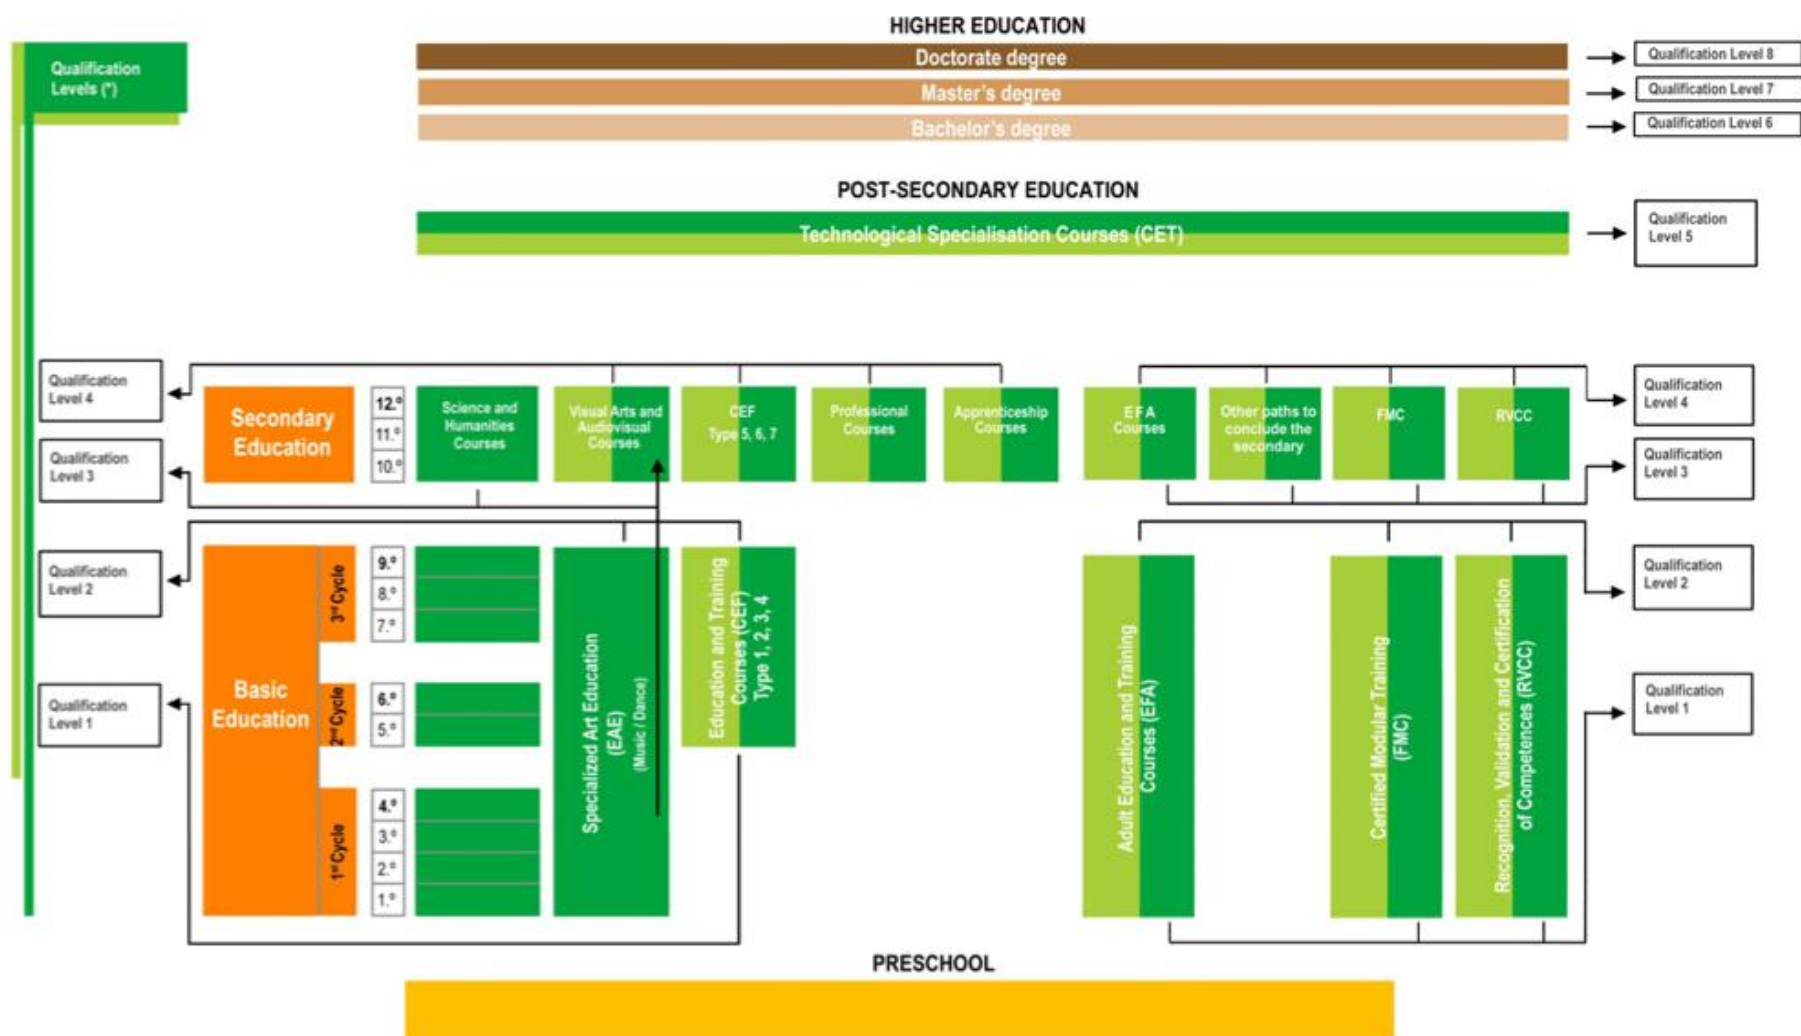 HIGHER EDUCATION
Qualification
Levels (*)
Doctorate degree
Qualification Level 8
Master's degree
Qualification Level 7
Bachelor's degree
Qualification Level 6
POST-SECONDARY EDUCATION
Technological Specialisation Courses (CET)
Qualification
Level 5
Qualification
Level 4
Secondary
Education
12.º
11.º
10.º
Science and
Humanities
Courses
Visual Arts and
Audiovisual
Courses
CEF
Type 5, 6, 7
Professional
Courses
Apprenticeship
Courses
EFA
Courses
Other paths to
conclude the
secondary
FMC
RVCC
Qualification
Level 4
Qualification
Level 3
Qualification
Level 3
Qualification
Level 2
Qualification
Level 1
Basic
Education
3rd Cycle
9.º
8.º
7.º
2nd Cycle
6.º
5.º
1st Cycle
4.º
3.º
2.º
1.º
Specialized Art Education
(EAE)
(Music / Dance)
Education and Training
Courses (CEF)
Type 1, 2, 3, 4
Adult Education and Training
Courses (EFA)
Certified Modular Training
(FMC)
Recognition, Validation and Certification
of Competences (RVCC)
Qualification
Level 2
Qualification
Level 1
PRESCHOOL